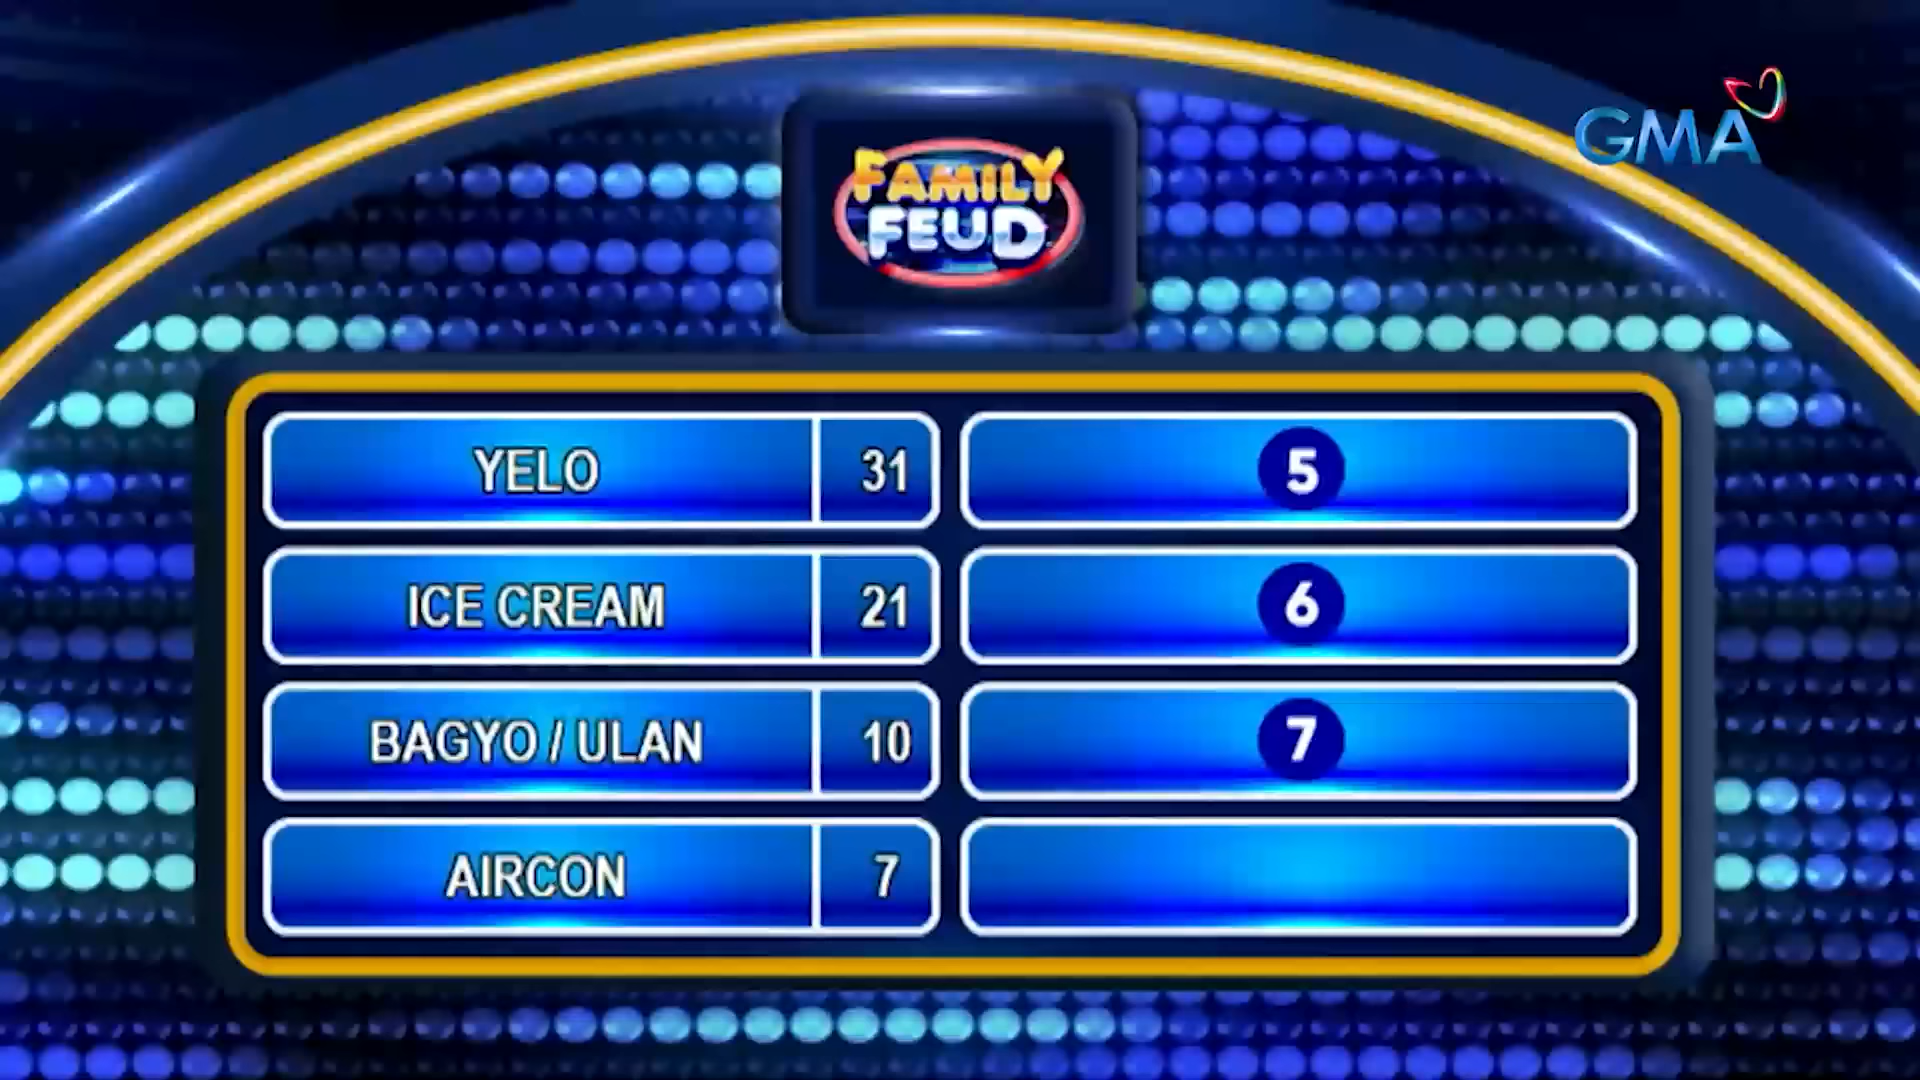 GMA
FAMILY
FEUD
YELO 31
ICE CREAM 21
BAGYO / ULAN 10
AIRCON 7
5
6
7